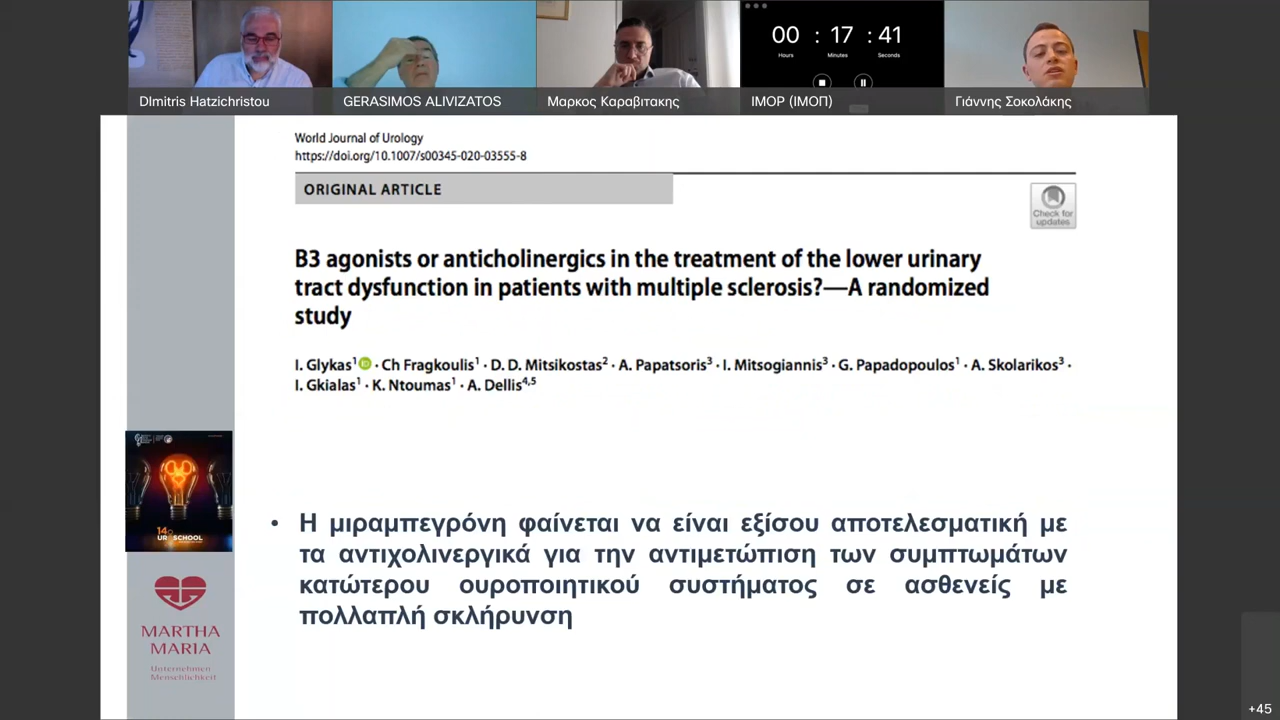 00 : 17 : 41
Hours Minutes Seconds
DImitris Hatzichristou
GERASIMOS ALIVIZATOS
Μαρκος Καραβιτακης
IMOP (ΙΜΟΠ)
Γιάννης Σοκολάκης
World Journal of Urology
https://doi.org/10.1007/s00345-020-03555-8
ORIGINAL ARTICLE
Check for
updates
B3 agonists or anticholinergics in the treatment of the lower urinary
tract dysfunction in patients with multiple sclerosis?—A randomized
study
I. Glykas1 · Ch Fragkoulis1 · D. D. Mitsikostas2 · A. Papatsoris3 · I. Mitsogiannis3 · G. Papadopoulos1 · A. Skolarikos3 ·
I. Gkialas1 · K. Ntoumas1 · A. Dellis4,5
• Η μιραμπεγρόνη φαίνεται να είναι εξίσου αποτελεσματική με
τα αντιχολινεργικά για την αντιμετώπιση των συμπτωμάτων
κατώτερου ουροποιητικού συστήματος σε ασθενείς με
πολλαπλή σκλήρυνση
MARTHA
MARIA
Unternehmen
Menschlichkeit
+45